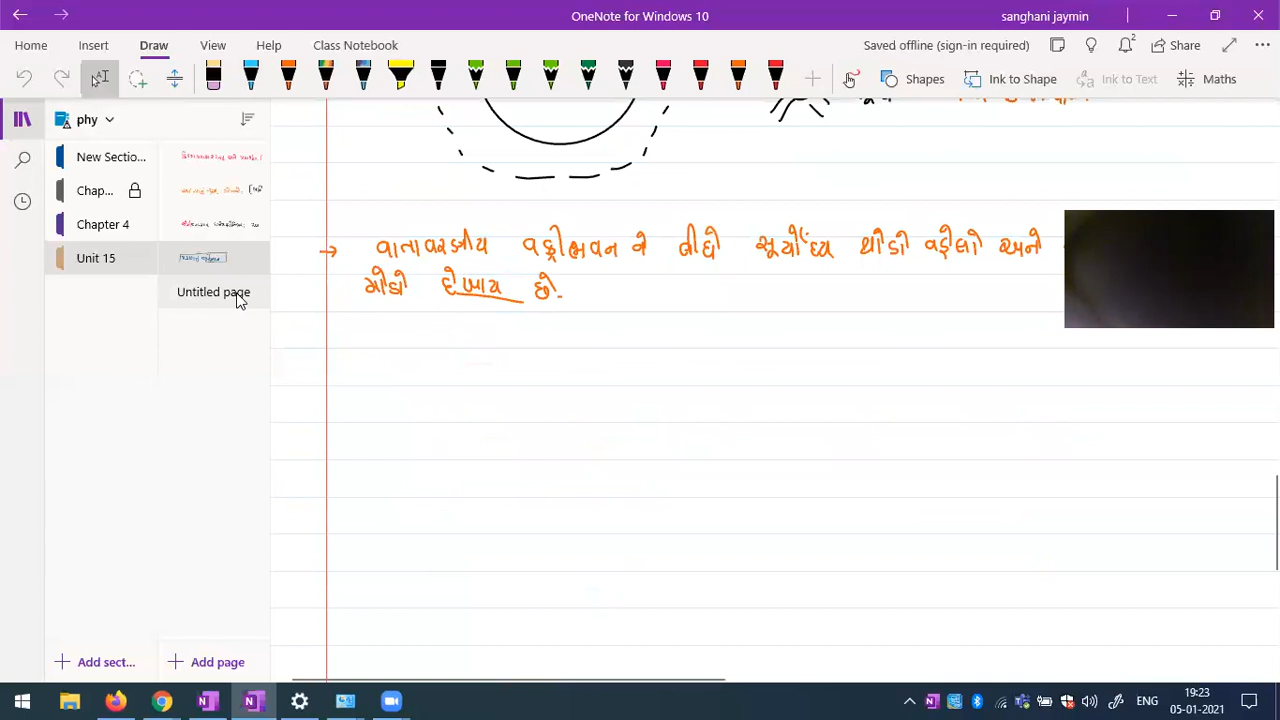 OneNote for Windows 10
sanghani jaymin
Home Insert Draw View Help Class Notebook
Saved offline (sign-in required)
Share
Shapes Ink to Shape Ink to Text Maths
phy
New Sectio...
Chap...
Chapter 4
Unit 15
Untitled page
→ વાતાવરણીય વક્રીભવન ને લીધે સૂર્યોદય થોડો વહેલો અને
મોડો દેખાય છે.
Add sect... Add page
ENG
19:23
05-01-2021